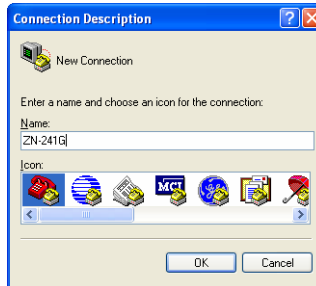 Connection Description
New Connection
Enter a name and choose an icon for the connection:
Name:
ZN-241G
Icon:
MCI
OK
Cancel